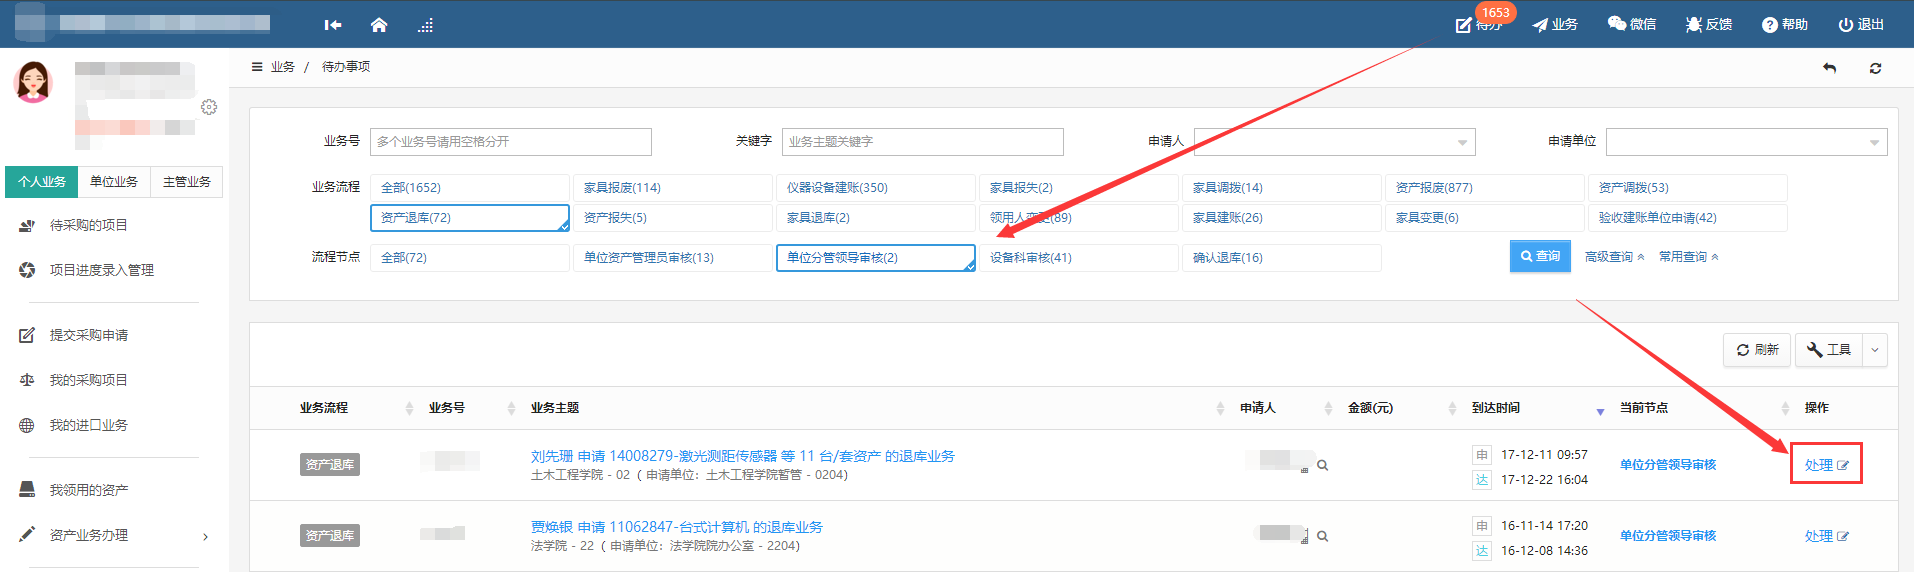 1653
待办 业务 微信 反馈 帮助 退出
业务 / 待办事项
个人业务 单位业务 主管业务
待采购的项目
项目进度录入管理
提交采购申请
我的采购项目
我的进口业务
我领用的资产
资产业务办理
业务号 多个业务号请用空格分开 关键字 业务主题关键字 申请人 申请单位
业务流程 全部(1652) 家具报废(114) 仪器设备建账(350) 家具报失(2) 家具调拨(14) 资产报废(877) 资产调拨(53)
资产退库(72) 资产报失(5) 家具退库(2) 领用人变更(89) 家具建账(26) 家具变更(6) 验收建账单位申请(42)
流程节点 全部(72) 单位资产管理员审核(13) 单位分管领导审核(2) 设备科审核(41) 确认退库(16) 查询 高级查询 常用查询
刷新 工具
业务流程 业务号 业务主题 申请人 金额(元) 到达时间 当前节点 操作
资产退库 刘先珊 申请 14008279-激光测距传感器 等 11 台/套资产 的退库业务 申 17-12-11 09:57 单位分管领导审核 处理
土木工程学院 - 02 ( 申请单位: 土木工程学院暂管 - 0204) 达 17-12-22 16:04
资产退库 贾焕银 申请 11062847-台式计算机 的退库业务 申 16-11-14 17:20 单位分管领导审核 处理
法学院 - 22 ( 申请单位: 法学院院办公室 - 2204) 达 16-12-08 14:36